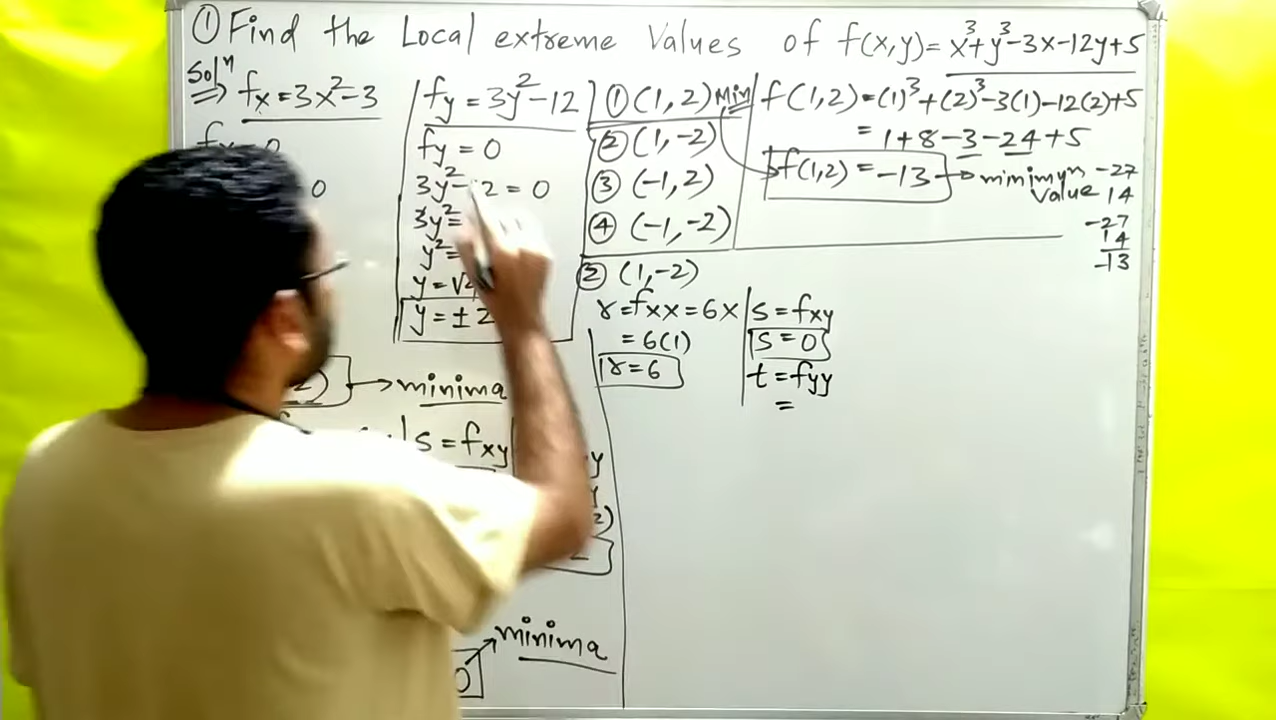 ① Find the Local extreme Values of f(x,y) = x³+y³-3x-12y+5
Solⁿ
⇒ fx = 3x²-3
0
fy = 3y²-12
fy = 0
3y²-12 = 0
3y² =
y² =
y = √4
y = ± 2
① (1, 2) Min
② (1, -2)
③ (-1, 2)
④ (-1, -2)
f(1,2) = (1)³+(2)³-3(1)-12(2)+5
= 1+8-3-24+5
f(1,2) = -13 → minimum value
-27
14
-27
14
-13
② (1,-2)
r = fxx = 6x
= 6(1)
r = 6
s = fxy
s = 0
t = fyy
=
→ minima
s = fxy
y
2)
minima